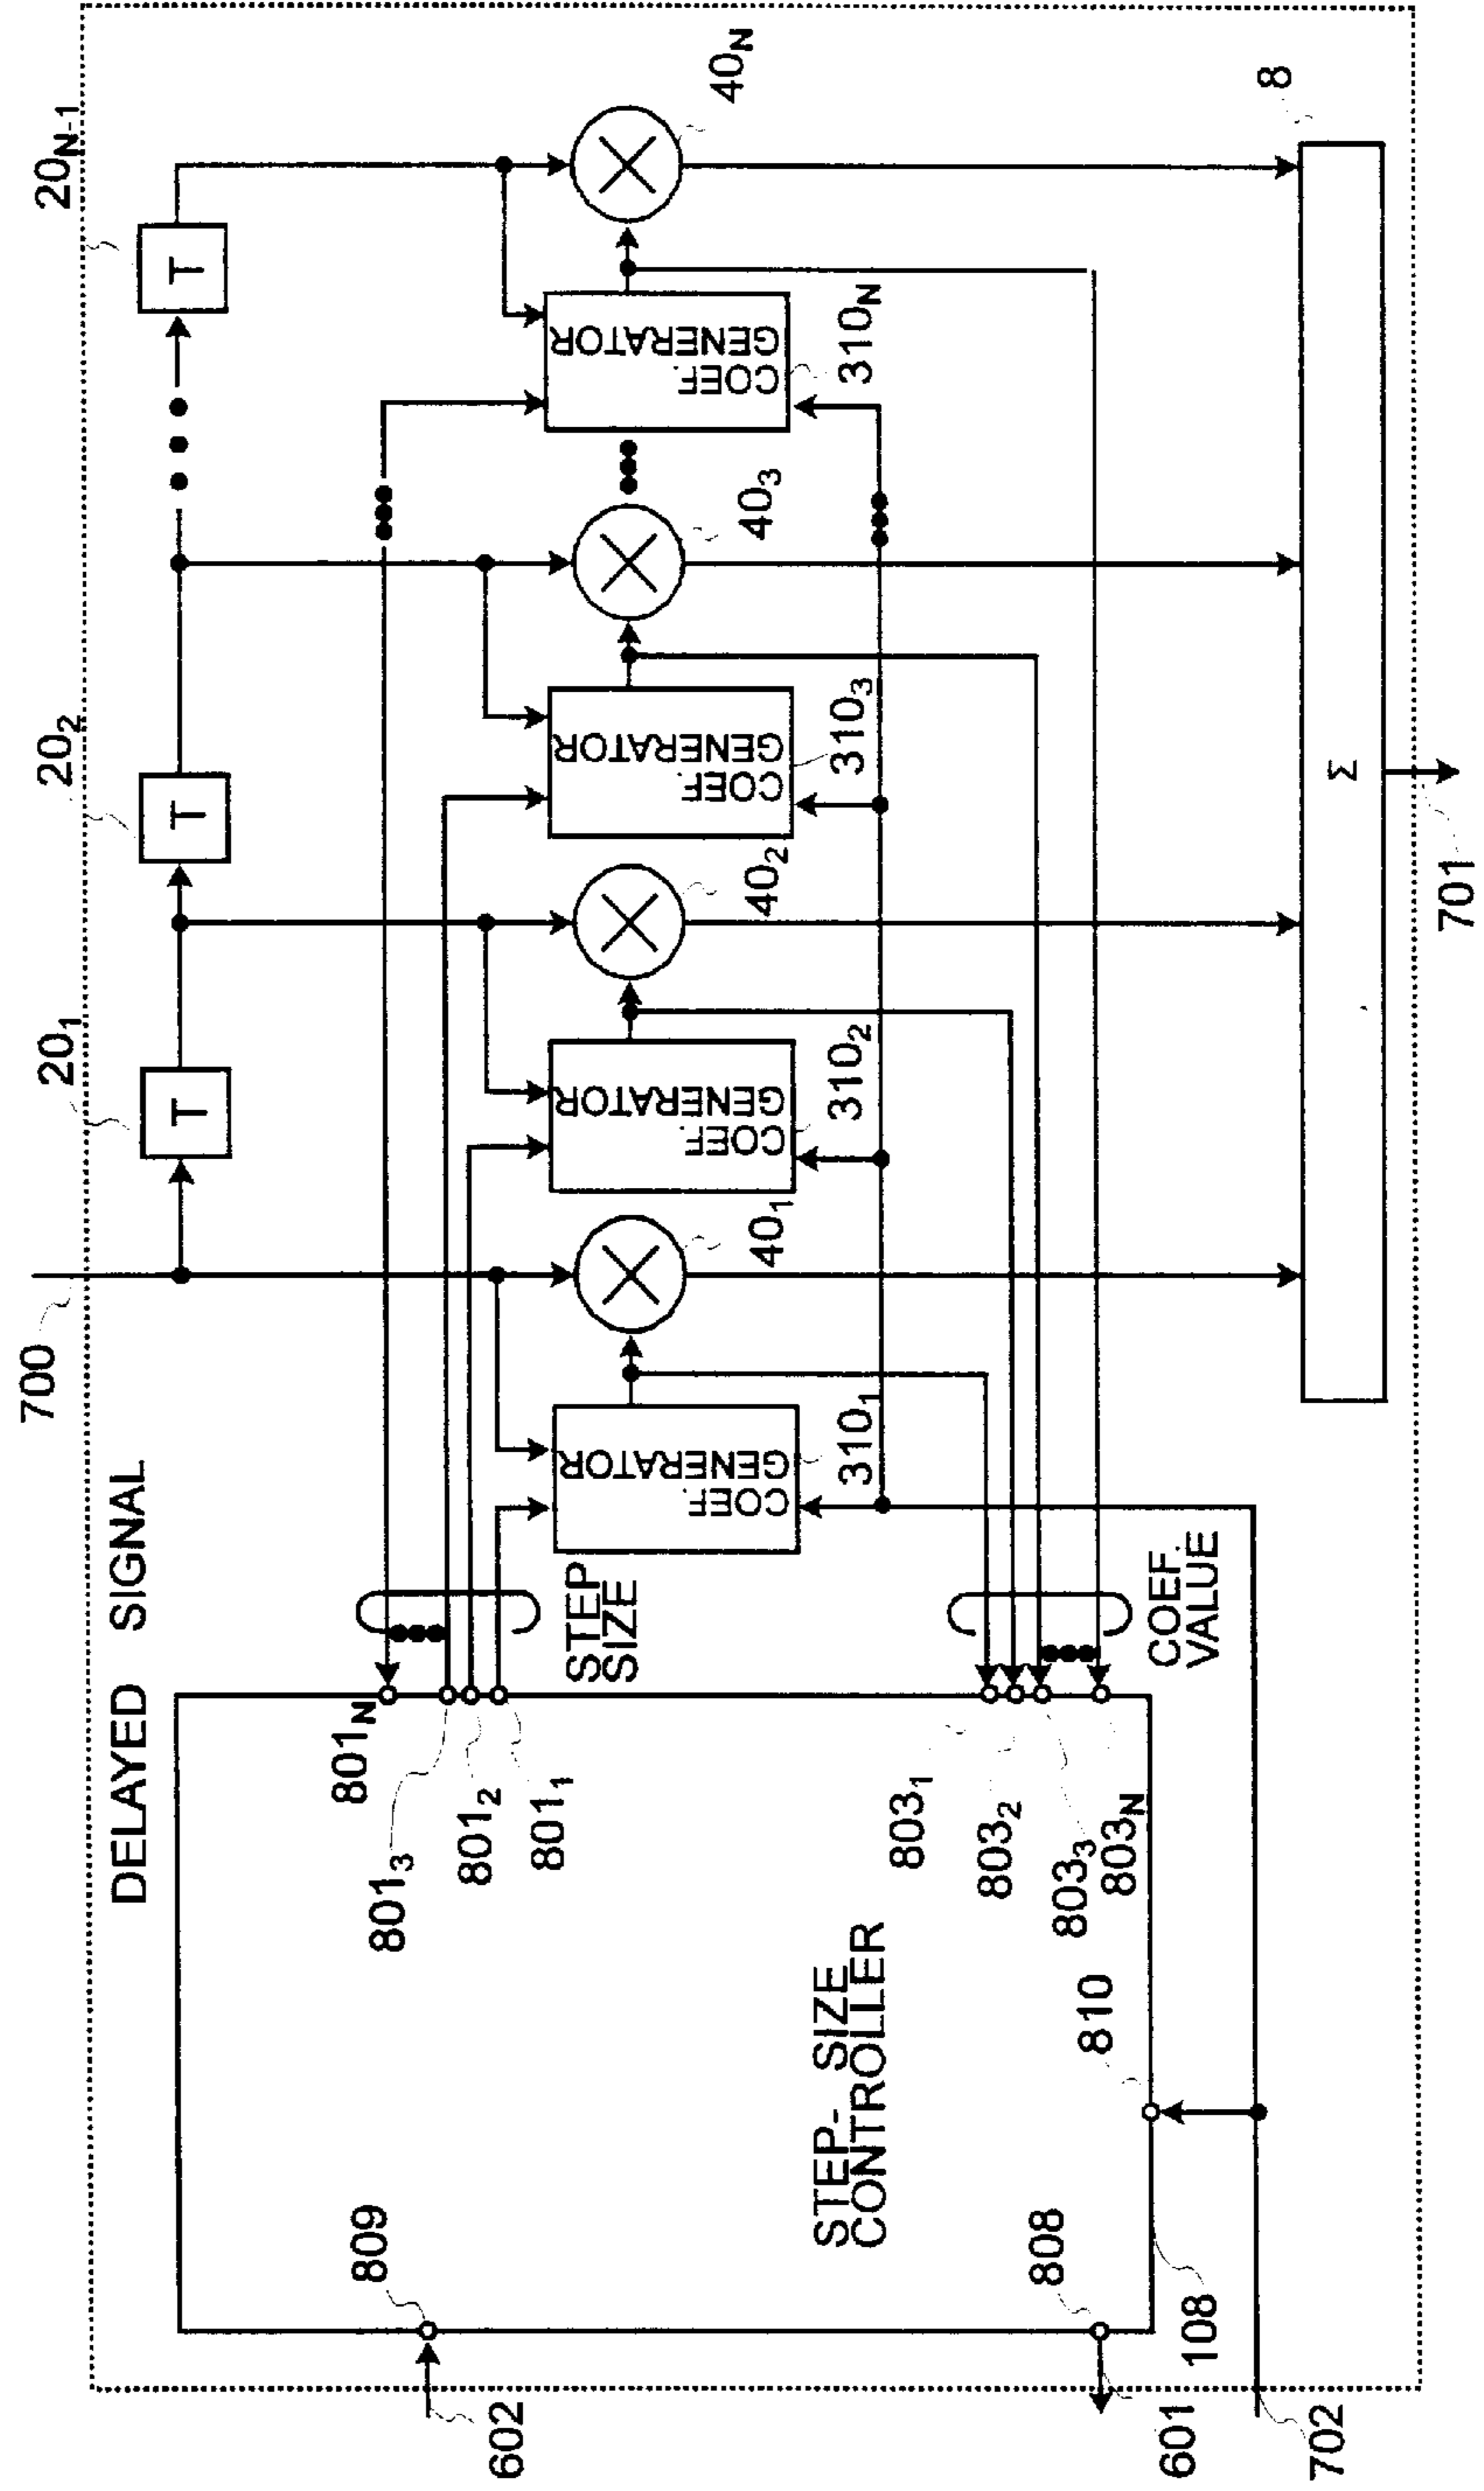 DELAYED SIGNAL
700
20₁
20₂
20N-1
T
T
T
602
809
801N
801₃
801₂
801₁
STEP
SIZE
COEF.
GENERATOR
310₁
40₁
COEF.
GENERATOR
310₂
40₂
COEF.
GENERATOR
310₃
40₃
COEF.
GENERATOR
310N
40N
STEP- SIZE
CONTROLLER
803₁
803₂
803₃
803N
COEF.
VALUE
810
808
108
601
702
Σ
8
701